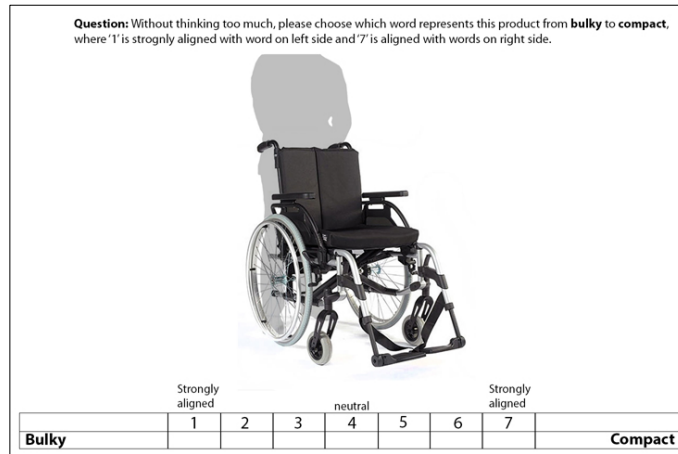 Question: Without thinking too much, please choose which word represents this product from bulky to compact,
where ‘1’ is strognly aligned with word on left side and ‘7’ is aligned with words on right side.
Strongly
aligned
neutral
Strongly
aligned
1 2 3 4 5 6 7
Bulky Compact